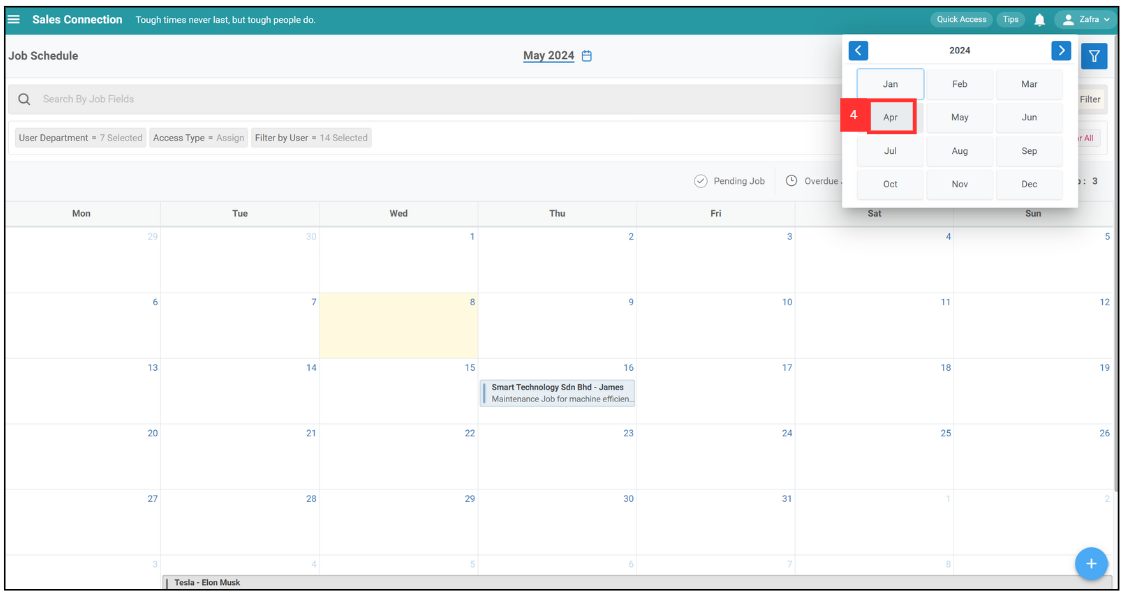 Sales Connection Tough times never last, but tough people do. Quick Access Tips Zafra
Job Schedule May 2024
2024
Jan Feb Mar
4 Apr May Jun
Jul Aug Sep
Oct Nov Dec
Search By Job Fields Filter
User Department = 7 Selected Access Type = Assign Filter by User = 14 Selected All
Pending Job Overdue : 3
Mon Tue Wed Thu Fri Sat Sun
29 30 1 2 3 4 5
6 7 8 9 10 11 12
13 14 15 16 17 18 19
Smart Technology Sdn Bhd - James
Maintenance Job for machine efficien...
20 21 22 23 24 25 26
27 28 29 30 31 1 2
3 4 5 6 7 8
Tesla - Elon Musk